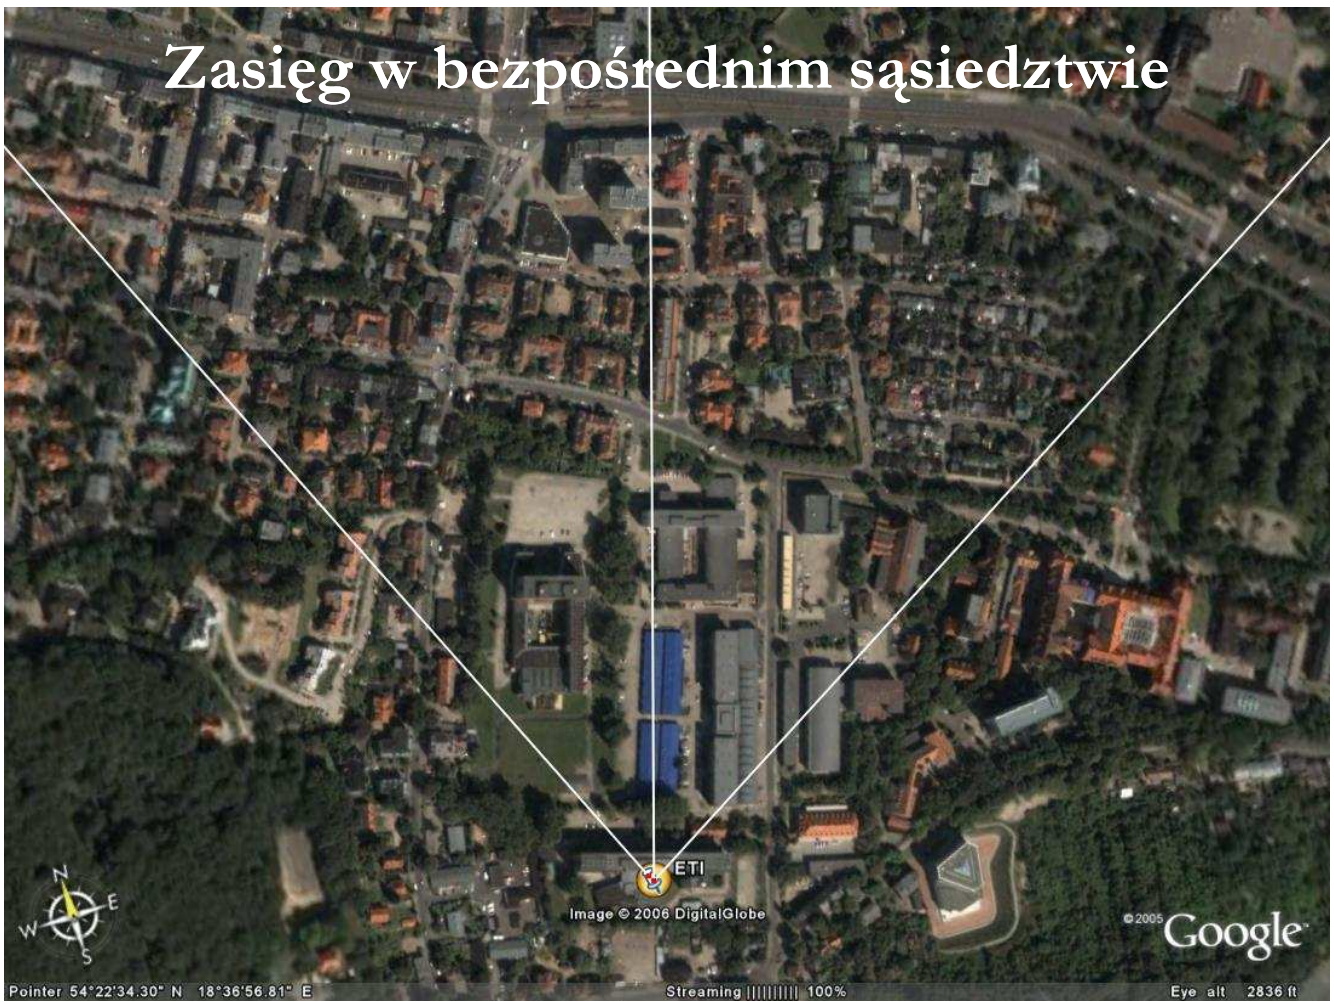 Zasięg w bezpośrednim sąsiedztwie
ETI
Image © 2006 DigitalGlobe
N
W E
S
©2005 Google™
Pointer 54°22'34.30" N 18°36'56.81" E Streaming |||||||||| 100% Eye alt 2836 ft